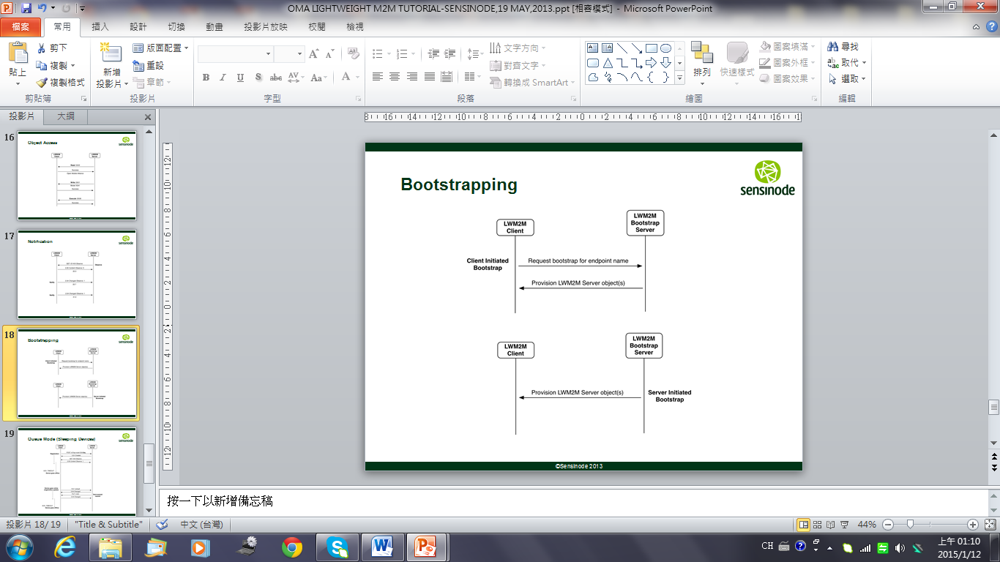 OMA LIGHTWEIGHT M2M TUTORIAL-SENSINODE,19 MAY,2013.ppt [相容模式] - Microsoft PowerPoint
檔案 常用 插入 設計 切換 動畫 投影片放映 校閱 檢視
貼上
剪下
複製
複製格式
剪貼簿
新增
投影片
版面配置
重設
章節
投影片
B I U S abc AV Aa A
字型
文字方向
對齊文字
轉換成 SmartArt
段落
排列
快速樣式
圖案填滿
圖案外框
圖案效果
繪圖
尋找
取代
選取
編輯
投影片 大綱
16
Object Access
sensinode
17
Notification
sensinode
18
Bootstrapping
sensinode
19
Queue Mode (Sleeping Devices)
sensinode
Bootstrapping
sensinode
LWM2M
Client
LWM2M
Bootstrap
Server
Client Initiated
Bootstrap
Request bootstrap for endpoint name
Provision LWM2M Server object(s)
LWM2M
Client
LWM2M
Bootstrap
Server
Provision LWM2M Server object(s)
Server Initiated
Bootstrap
©Sensinode 2013
按一下以新增備忘稿
投影片 18/ 19 "Title & Subtitle" 中文 (台灣) 44%
CH
上午 01:10
2015/1/12